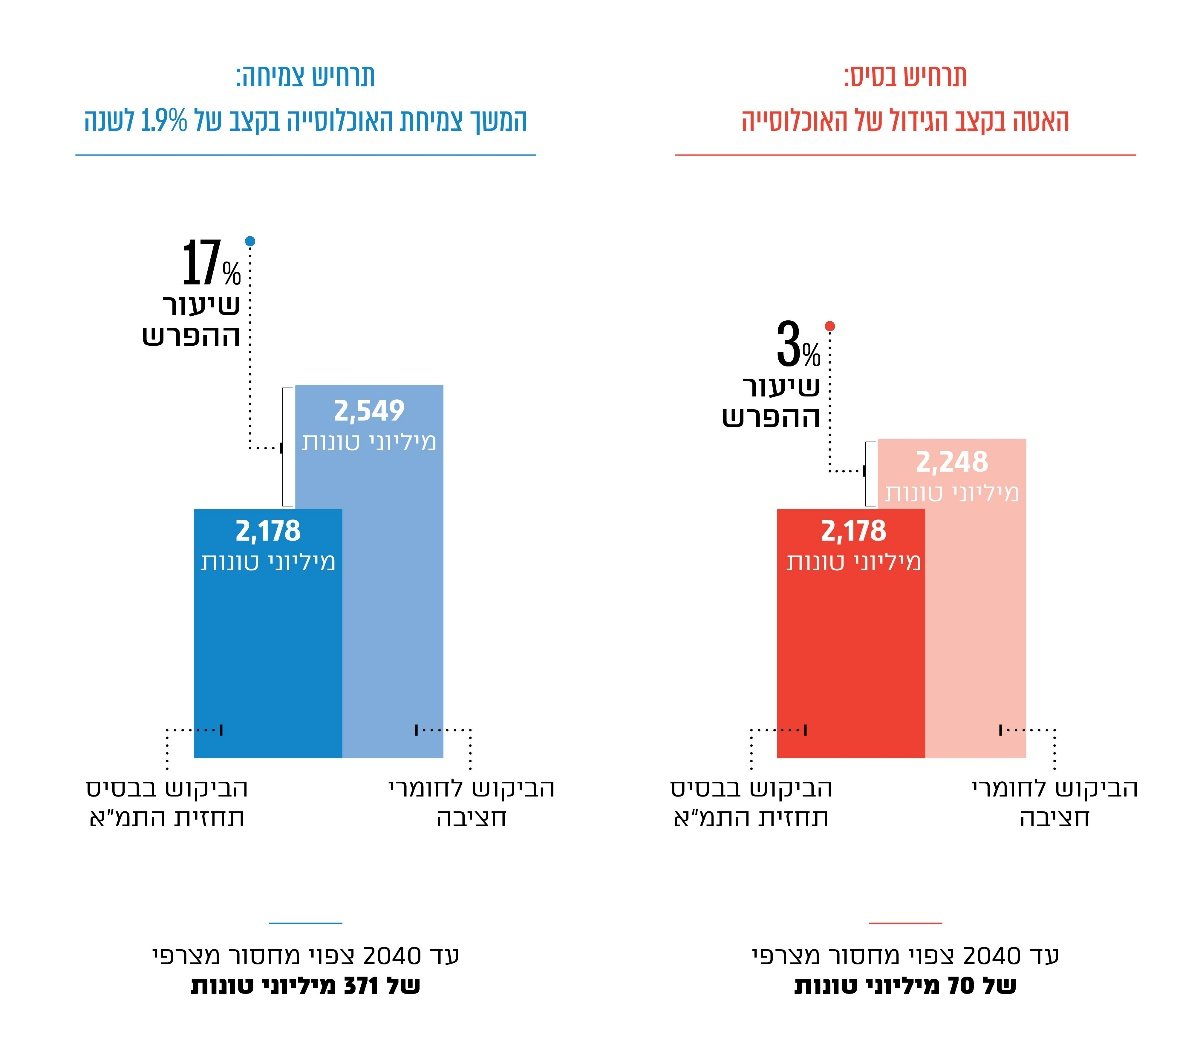 תרחיש בסיס:
האטה בקצב הגידול של האוכלוסייה
3%
שיעור
ההפרש
2,248
מיליוני טונות
2,178
מיליוני טונות
הביקוש לחומרי
חציבה
הביקוש בבסיס
תחזית התמ"א
עד 2040 צפוי מחסור מצרפי
של 70 מיליוני טונות
תרחיש צמיחה:
המשך צמיחת האוכלוסייה בקצב של 1.9% לשנה
17%
שיעור
ההפרש
2,549
מיליוני טונות
2,178
מיליוני טונות
הביקוש לחומרי
חציבה
הביקוש בבסיס
תחזית התמ"א
עד 2040 צפוי מחסור מצרפי
של 371 מיליוני טונות